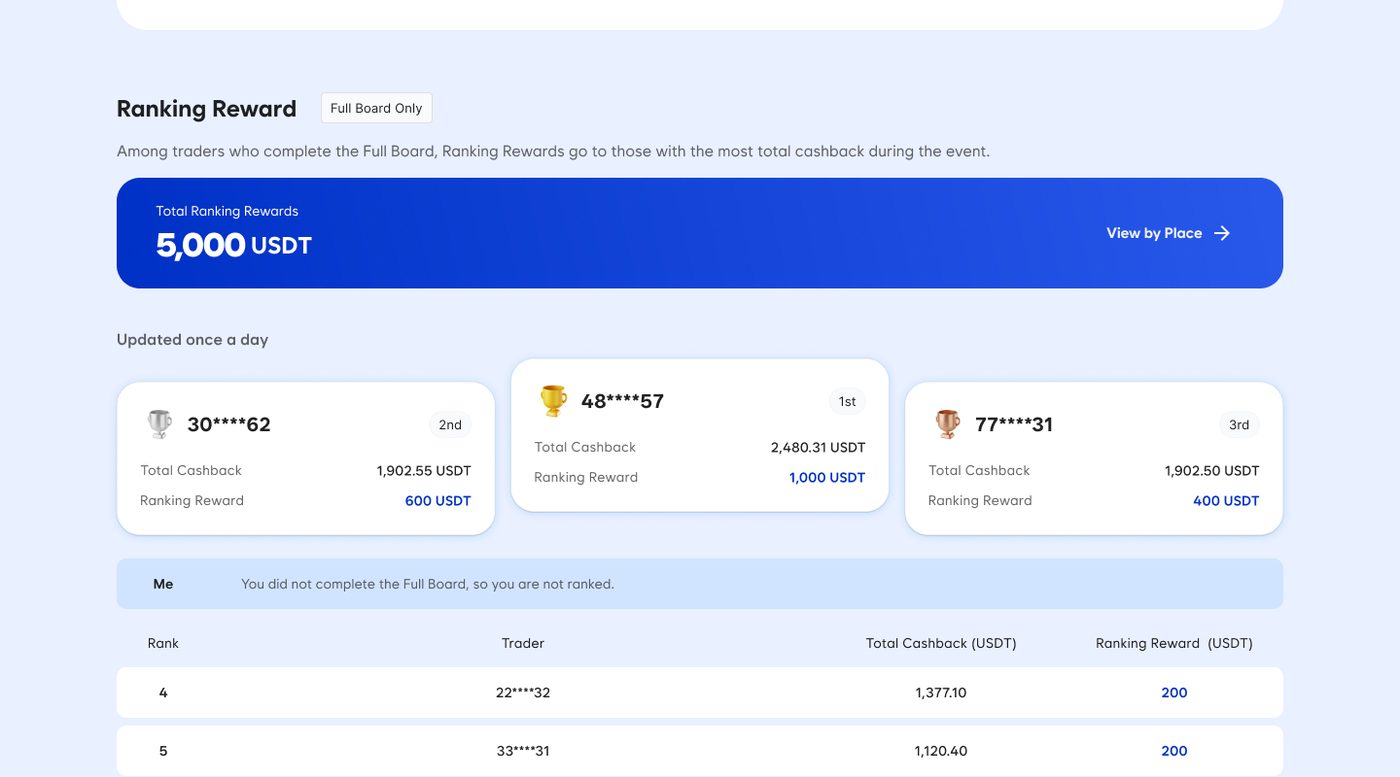 Ranking Reward
Full Board Only
Among traders who complete the Full Board, Ranking Rewards go to those with the most total cashback during the event.
Total Ranking Rewards
5,000 USDT
View by Place
Updated once a day
30****62
2nd
Total Cashback 1,902.55 USDT
Ranking Reward 600 USDT
48****57
1st
Total Cashback 2,480.31 USDT
Ranking Reward 1,000 USDT
77****31
3rd
Total Cashback 1,902.50 USDT
Ranking Reward 400 USDT
Me You did not complete the Full Board, so you are not ranked.
Rank Trader Total Cashback (USDT) Ranking Reward (USDT)
4 22****32 1,377.10 200
5 33****31 1,120.40 200